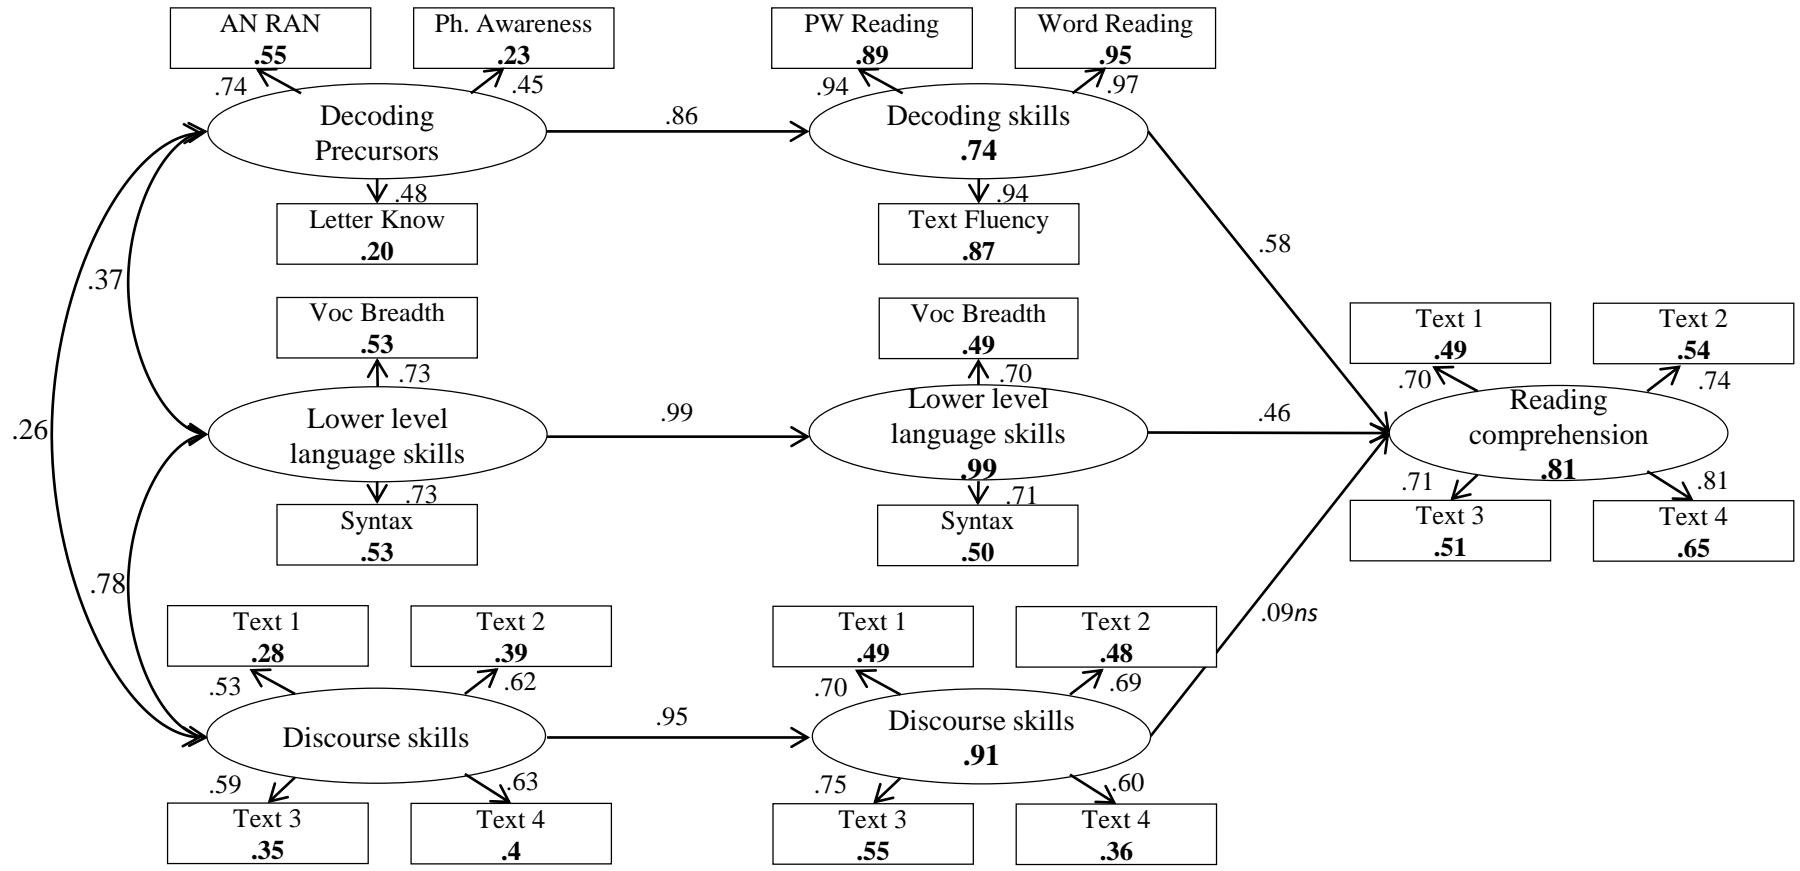 AN RAN
.55
Ph. Awareness
.23
PW Reading
.89
Word Reading
.95
.74
.45
.94
.97
Decoding
Precursors
.86
Decoding skills
.74
.48
.94
Letter Know
.20
Text Fluency
.87
.58
.37
Voc Breadth
.53
Voc Breadth
.49
Text 1
.49
Text 2
.54
.73
.70
.70
.74
.26
Lower level
language skills
.99
Lower level
language skills
.99
.46
Reading
comprehension
.81
.73
.71
.71
.81
Syntax
.53
Syntax
.50
Text 3
.51
Text 4
.65
.78
.09ns
Text 1
.28
Text 2
.39
Text 1
.49
Text 2
.48
.53
.62
.70
.69
Discourse skills
.95
Discourse skills
.91
.59
.63
.75
.60
Text 3
.35
Text 4
.4
Text 3
.55
Text 4
.36